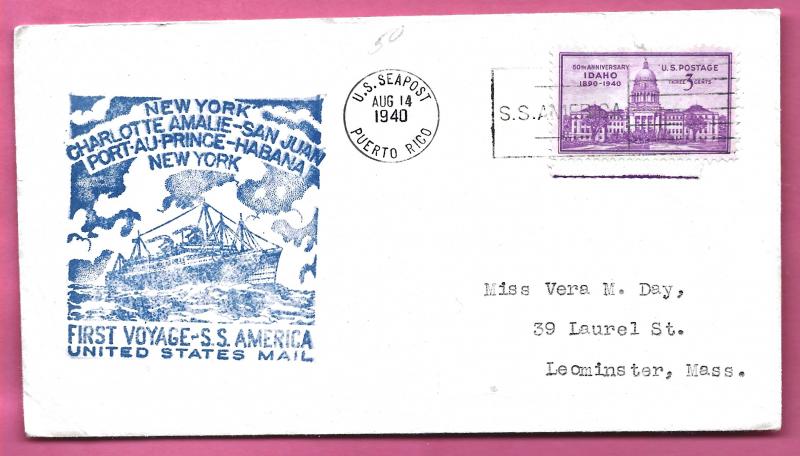 50
NEW YORK
CHARLOTTE AMALIE-SAN JUAN
PORT-AU-PRINCE-HABANA
NEW YORK
FIRST VOYAGE-S.S. AMERICA
UNITED STATES MAIL
U.S. SEAPOST
AUG 14
1940
PUERTO RICO
S.S. AMERICA
50TH ANNIVERSARY
IDAHO
1890-1940
U.S. POSTAGE
THREE 3 CENTS
Miss Vera M. Day,
39 Laurel St.
Leominster, Mass.